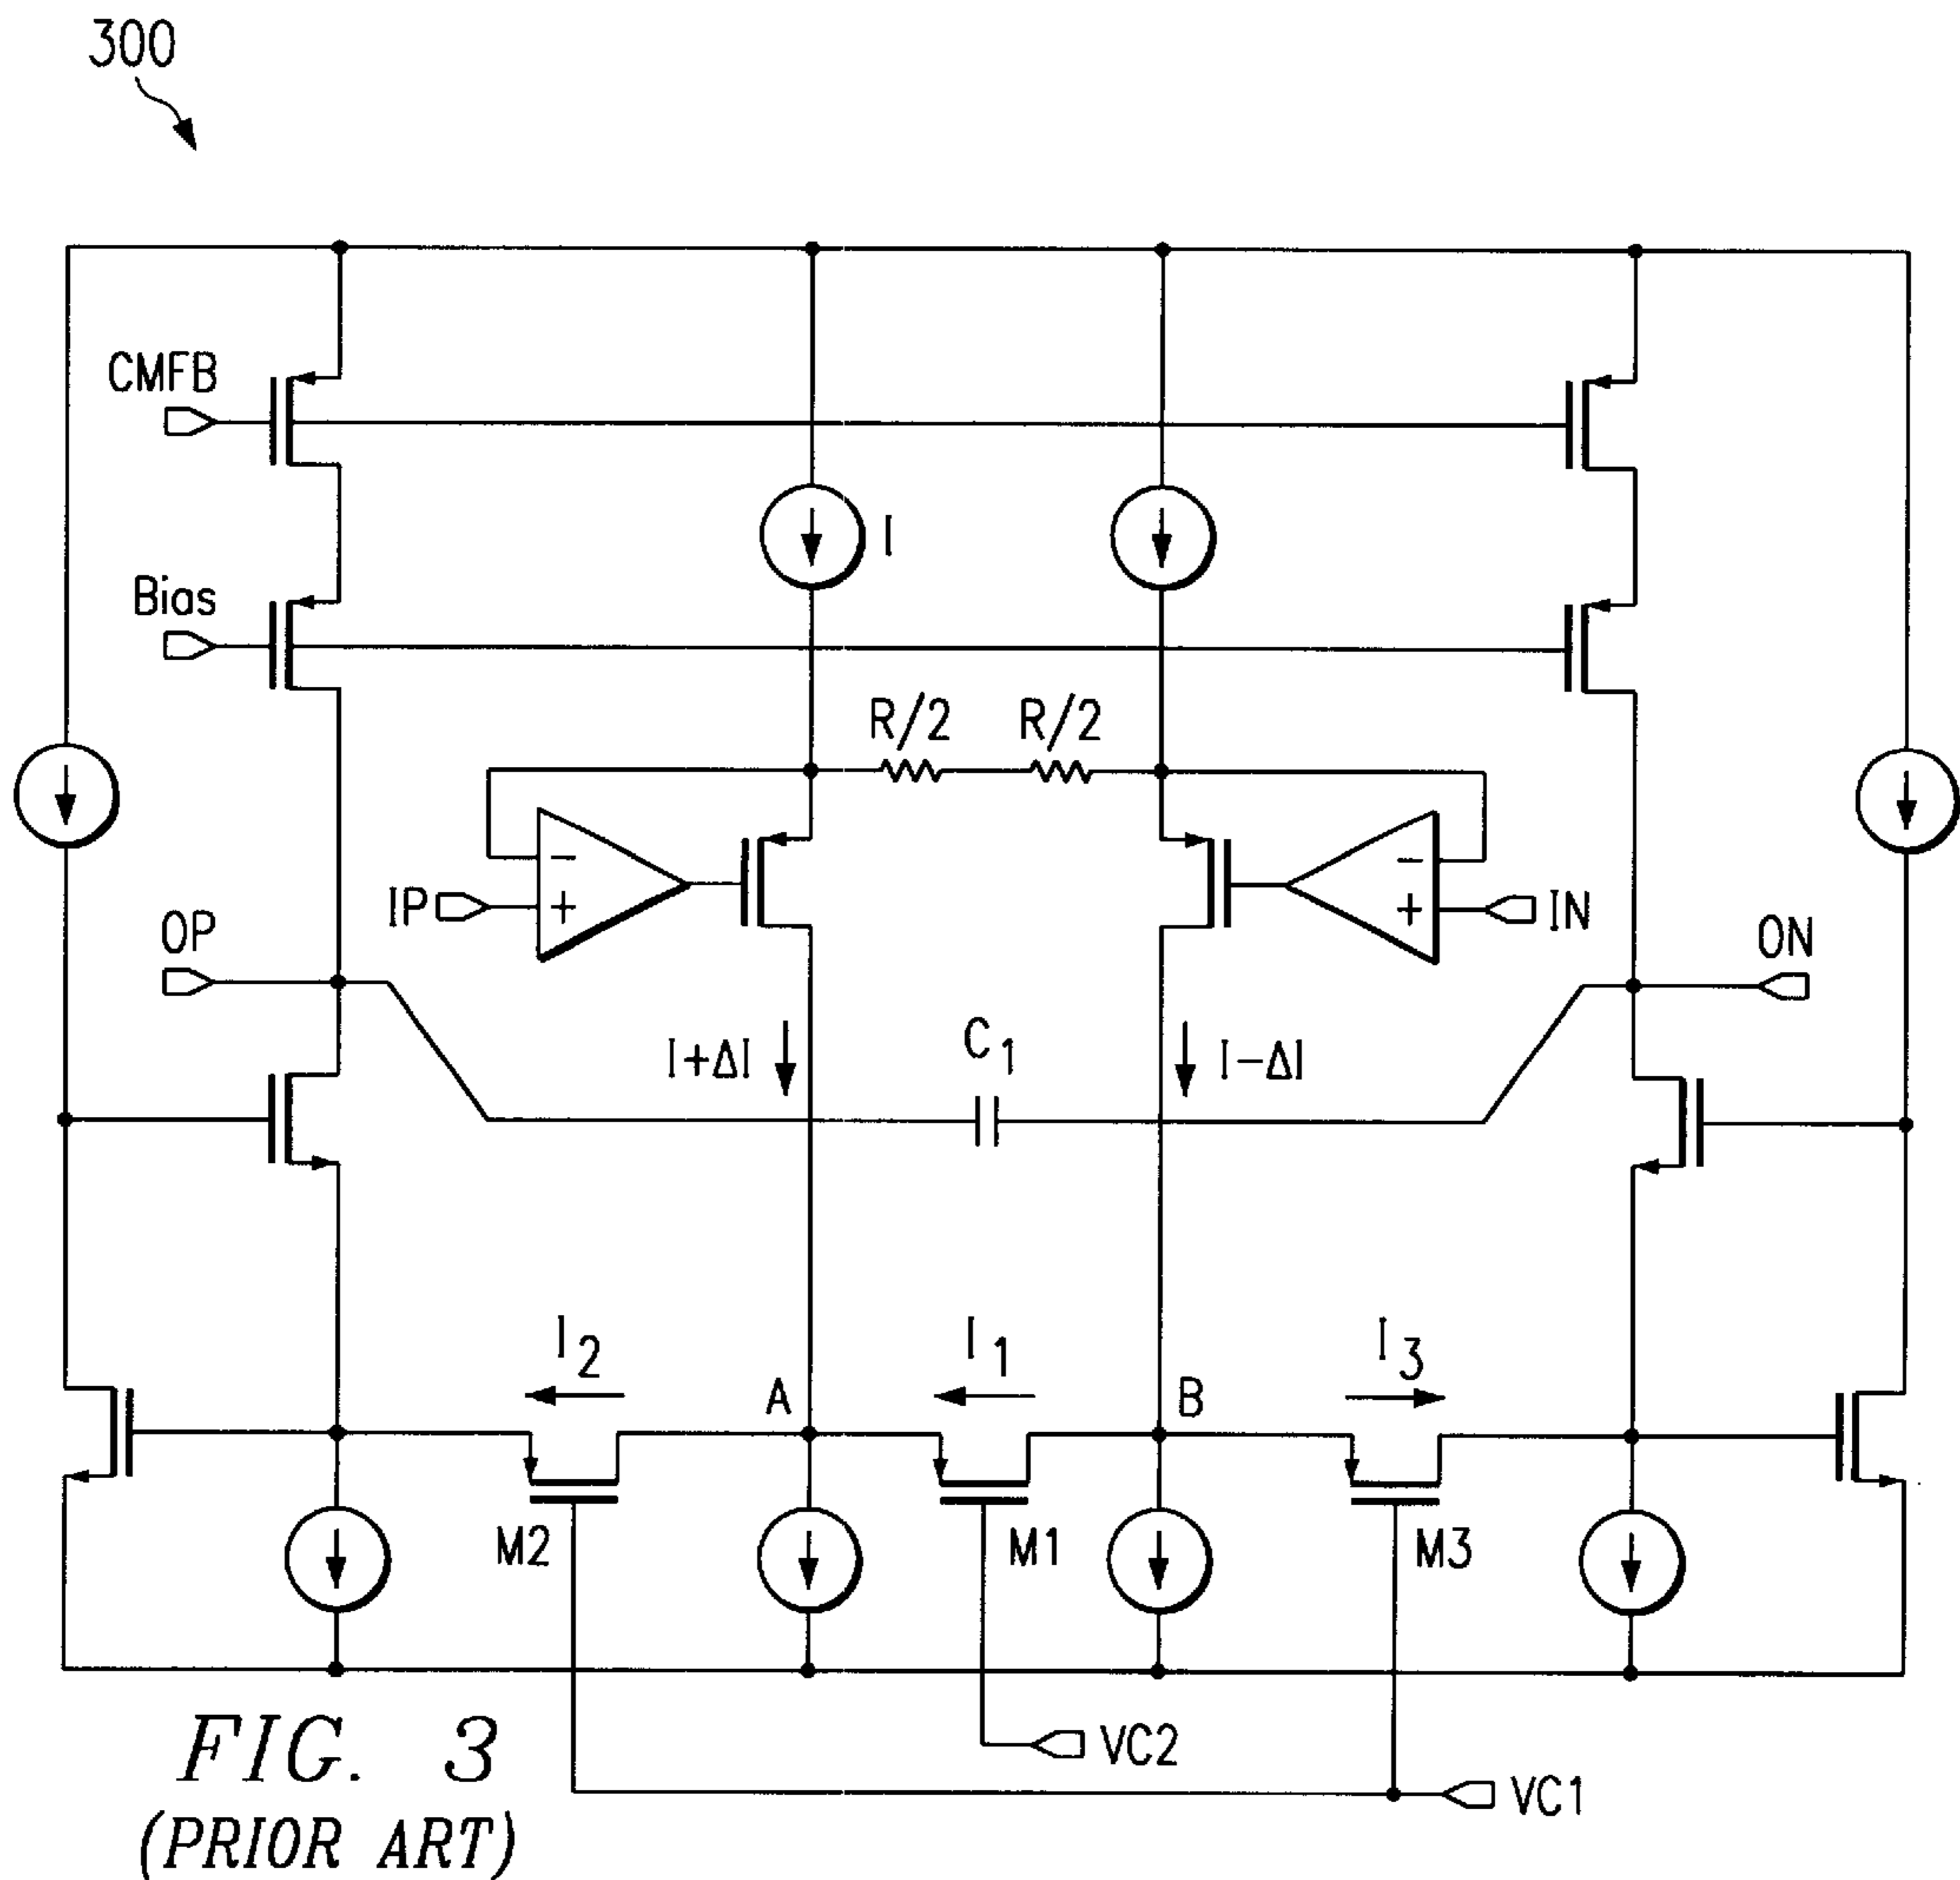 300
CMFB
I
Bias
R/2 R/2
− −
IP + + IN
OP ON
I+ΔI C1 I−ΔI
I2 I1 I3
A B
M2 M1 M3
VC2
VC1
FIG. 3
(PRIOR ART)